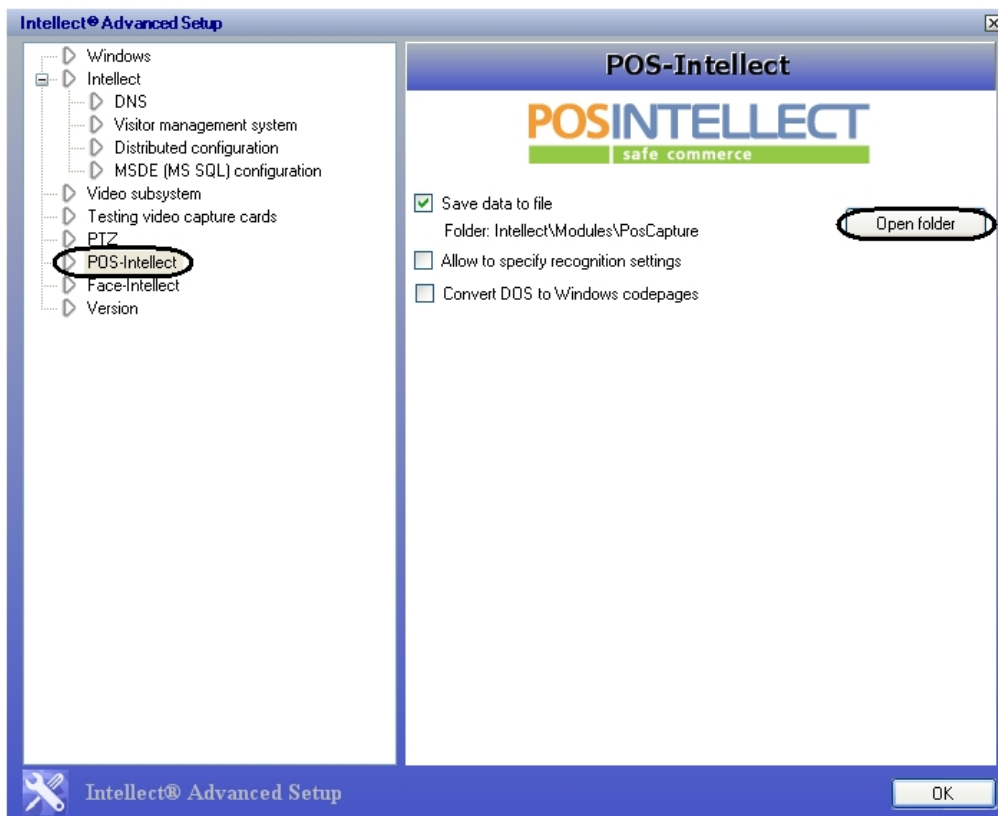 Intellect® Advanced Setup
Windows
Intellect
DNS
Visitor management system
Distributed configuration
MSDE (MS SQL) configuration
Video subsystem
Testing video capture cards
PTZ
POS-Intellect
Face-Intellect
Version
POS-Intellect
POSINTELLECT
safe commerce
Save data to file
Folder: Intellect\Modules\PosCapture
Open folder
Allow to specify recognition settings
Convert DOS to Windows codepages
Intellect® Advanced Setup
OK